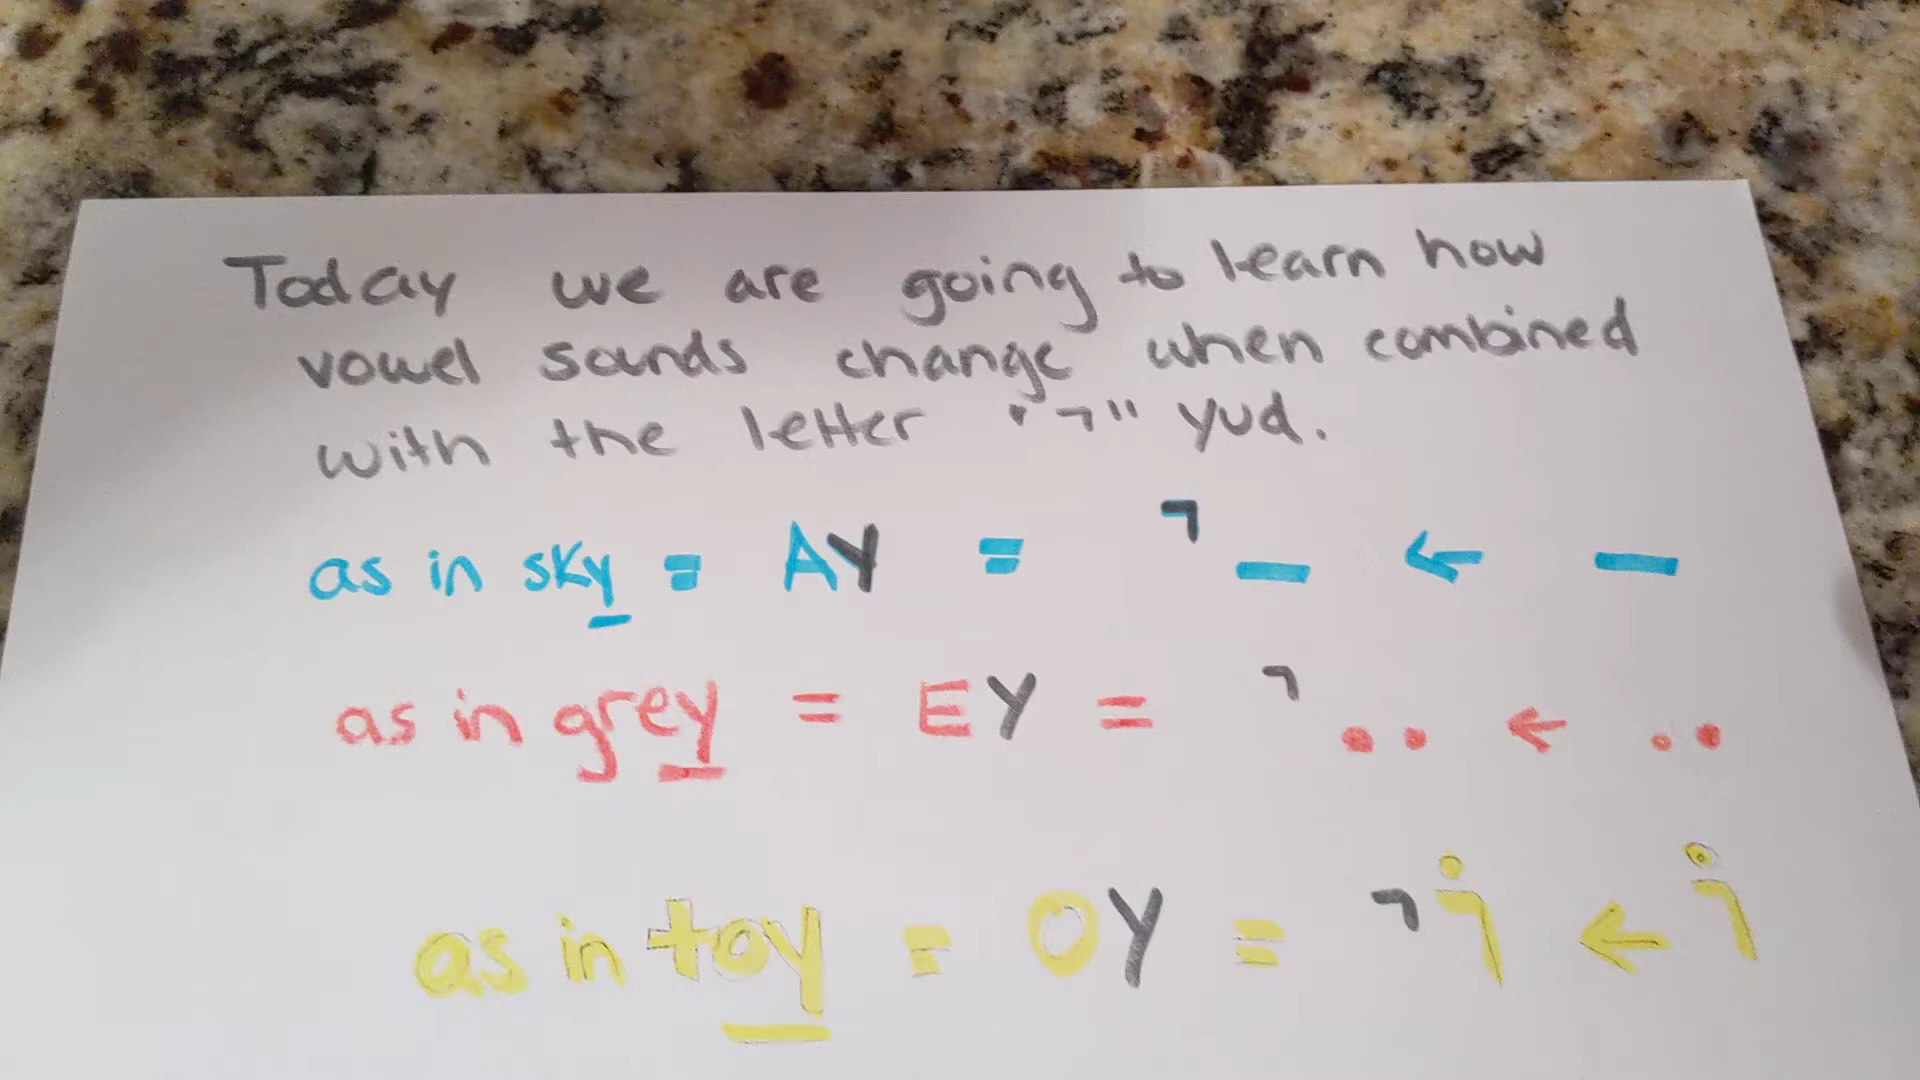 Today we are going to learn how
vowel sounds change when combined
with the letter "י" yud.
as in sky = AY = יַ ← ַ
as in grey = EY = יֵ ← ֵ
as in toy = OY = וֹי ← וֹ